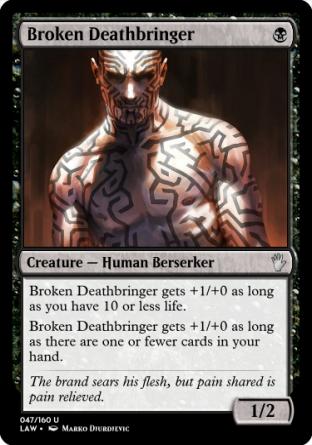 Broken Deathbringer
Creature — Human Berserker
Broken Deathbringer gets +1/+0 as long
as you have 10 or less life.
Broken Deathbringer gets +1/+0 as long
as there are one or fewer cards in your
hand.
The brand sears his flesh, but pain shared is
pain relieved.
1/2
047/160 U
LAW • Marko Djurdjevic